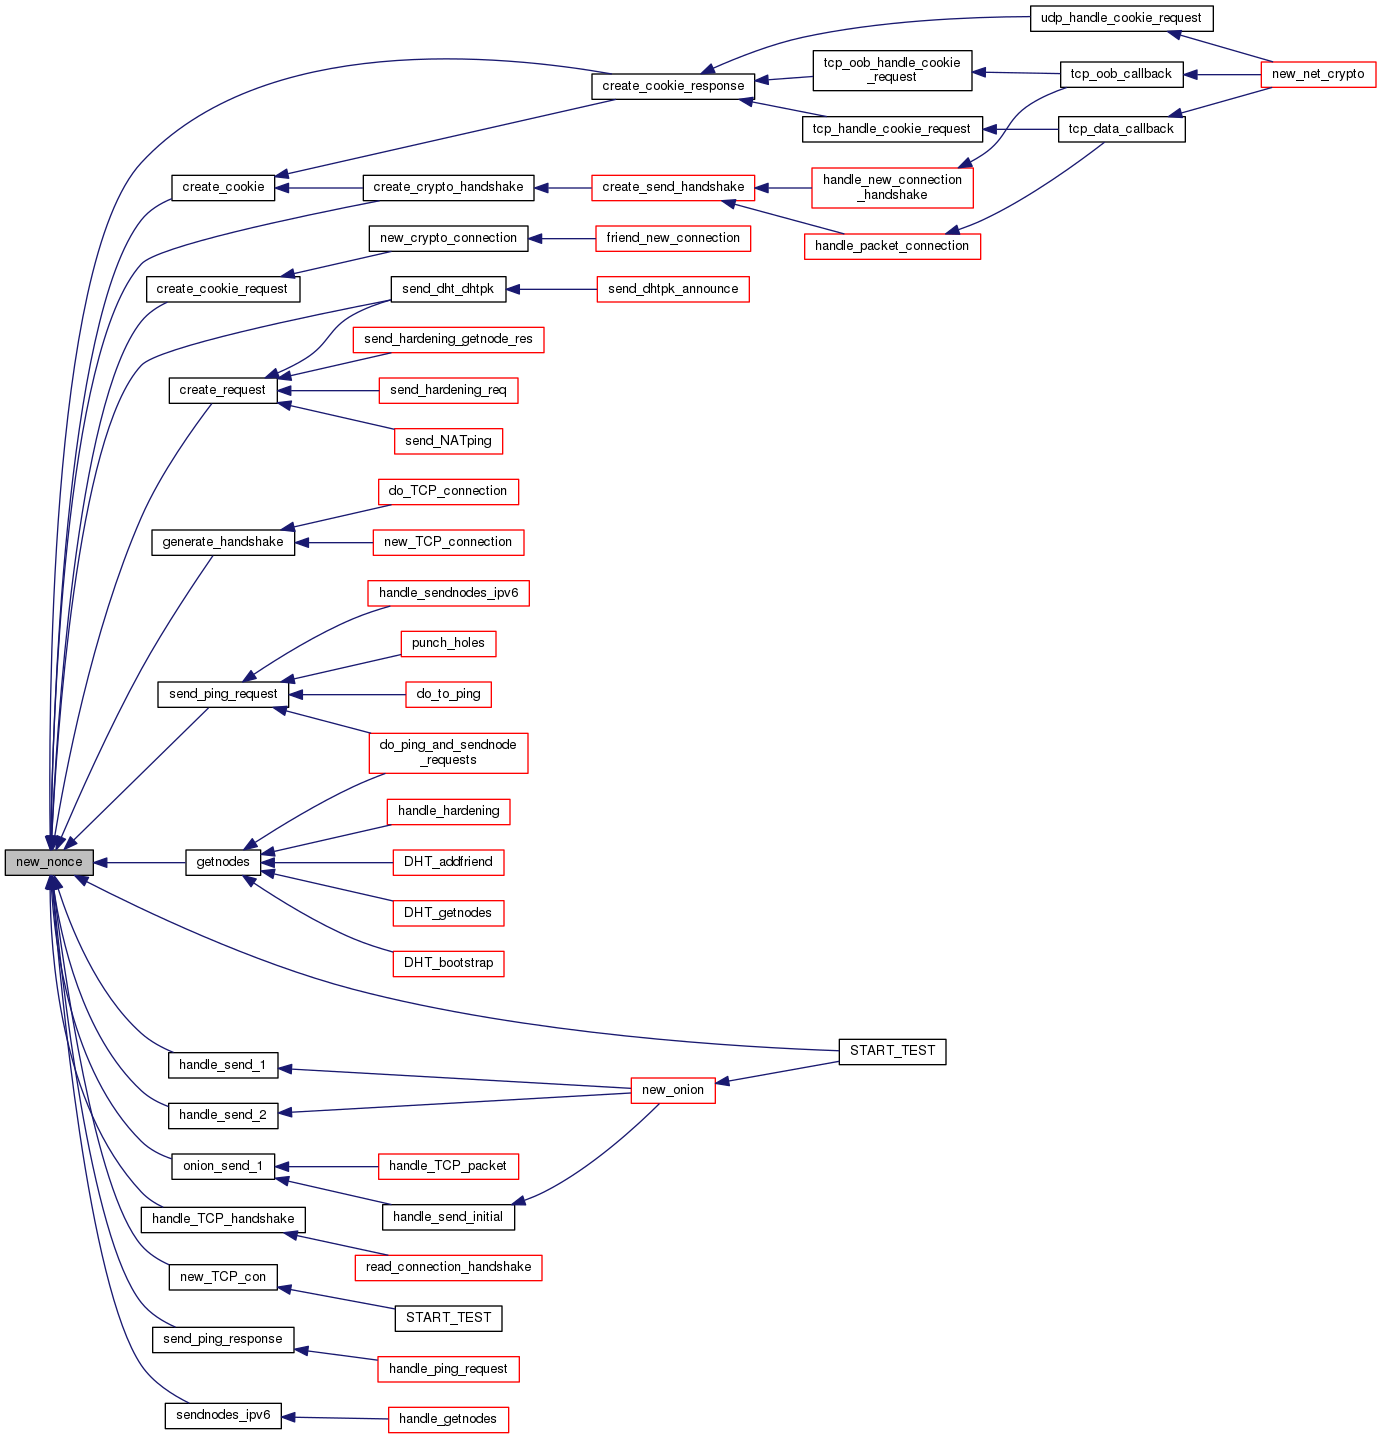 udp_handle_cookie_request
tcp_oob_handle_cookie
_request
new_net_crypto
tcp_oob_callback
create_cookie_response
tcp_handle_cookie_request
tcp_data_callback
create_cookie
create_crypto_handshake
create_send_handshake
handle_new_connection
_handshake
new_crypto_connection
friend_new_connection
handle_packet_connection
create_cookie_request
send_dht_dhtpk
send_dhtpk_announce
send_hardening_getnode_res
create_request
send_hardening_req
send_NATping
do_TCP_connection
generate_handshake
new_TCP_connection
handle_sendnodes_ipv6
punch_holes
send_ping_request
do_to_ping
do_ping_and_sendnode
_requests
handle_hardening
new_nonce
getnodes
DHT_addfriend
DHT_getnodes
DHT_bootstrap
START_TEST
handle_send_1
new_onion
handle_send_2
onion_send_1
handle_TCP_packet
handle_send_initial
handle_TCP_handshake
read_connection_handshake
new_TCP_con
START_TEST
send_ping_response
handle_ping_request
sendnodes_ipv6
handle_getnodes